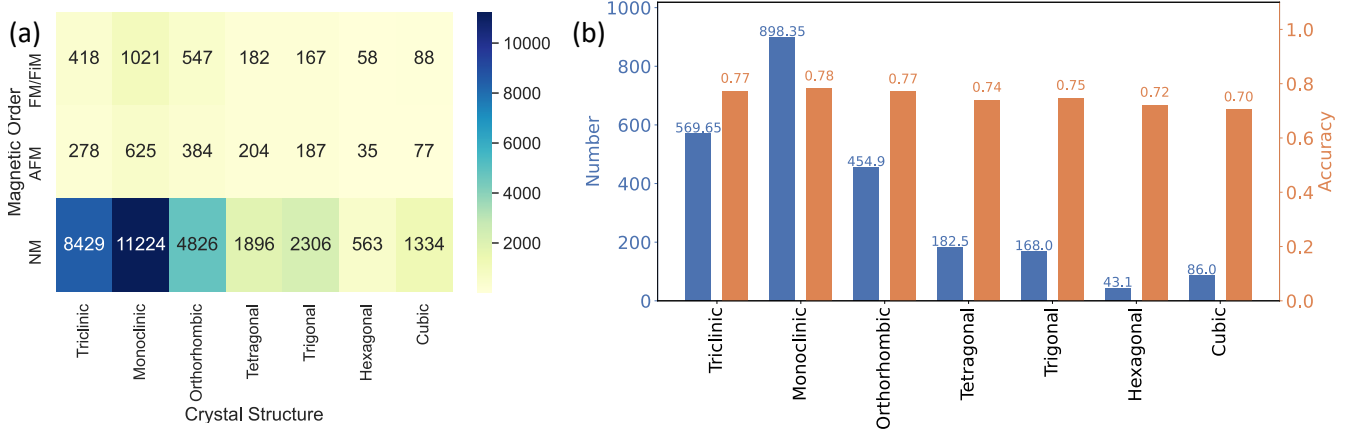 (a)
Magnetic Order
FM/FiM
AFM
NM
418 1021 547 182 167 58 88
278 625 384 204 187 35 77
8429 11224 4826 1896 2306 563 1334
Triclinic
Monoclinic
Orthorhombic
Tetragonal
Trigonal
Hexagonal
Cubic
Crystal Structure
10000
8000
6000
4000
2000
(b)
Number
1000
800
600
400
200
0
569.65
898.35
454.9
182.5
168.0
43.1
86.0
0.77
0.78
0.77
0.74
0.75
0.72
0.70
Triclinic
Monoclinic
Orthorhombic
Tetragonal
Trigonal
Hexagonal
Cubic
1.0
0.8
0.6
0.4
0.2
0.0
Accuracy